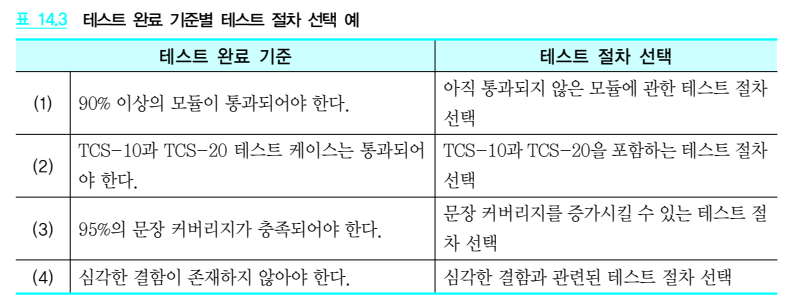 표 14.3 테스트 완료 기준별 테스트 절차 선택 예
테스트 완료 기준 테스트 절차 선택
(1) 90% 이상의 모듈이 통과되어야 한다. 아직 통과되지 않은 모듈에 관한 테스트 절차
선택
(2) TCS-10과 TCS-20 테스트 케이스는 통과되어
야 한다. TCS-10과 TCS-20을 포함하는 테스트 절차
선택
(3) 95%의 문장 커버리지가 충족되어야 한다. 문장 커버리지를 증가시킬 수 있는 테스트 절
차 선택
(4) 심각한 결함이 존재하지 않아야 한다. 심각한 결함과 관련된 테스트 절차 선택